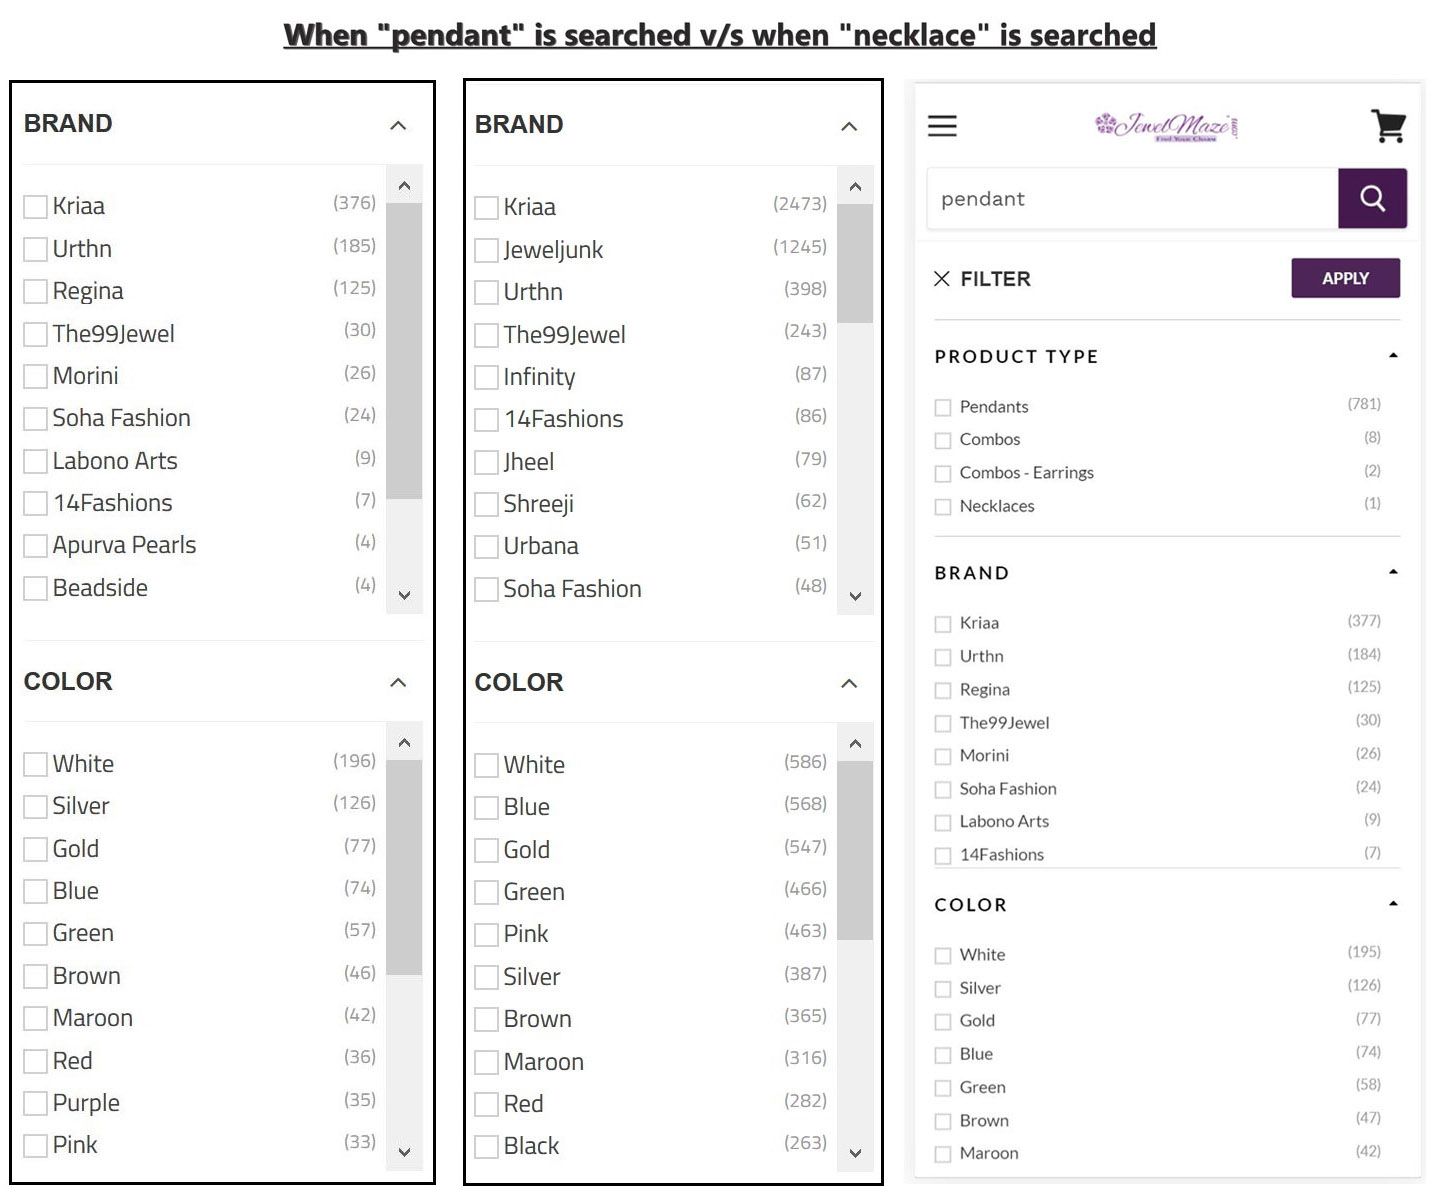 When "pendant" is searched v/s when "necklace" is searched
BRAND
Kriaa (376)
Urthn (185)
Regina (125)
The99Jewel (30)
Morini (26)
Soha Fashion (24)
Labono Arts (9)
14Fashions (7)
Apurva Pearls (4)
Beadside (4)
COLOR
White (196)
Silver (126)
Gold (77)
Blue (74)
Green (57)
Brown (46)
Maroon (42)
Red (36)
Purple (35)
Pink (33)
BRAND
Kriaa (2473)
Jeweljunk (1245)
Urthn (398)
The99Jewel (243)
Infinity (87)
14Fashions (86)
Jheel (79)
Shreeji (62)
Urbana (51)
Soha Fashion (48)
COLOR
White (586)
Blue (568)
Gold (547)
Green (466)
Pink (463)
Silver (387)
Brown (365)
Maroon (316)
Red (282)
Black (263)
JewelMaze.com
Find Your Charm
pendant
FILTER APPLY
PRODUCT TYPE
Pendants (781)
Combos (8)
Combos - Earrings (2)
Necklaces (1)
BRAND
Kriaa (377)
Urthn (184)
Regina (125)
The99Jewel (30)
Morini (26)
Soha Fashion (24)
Labono Arts (9)
14Fashions (7)
COLOR
White (195)
Silver (126)
Gold (77)
Blue (74)
Green (58)
Brown (47)
Maroon (42)